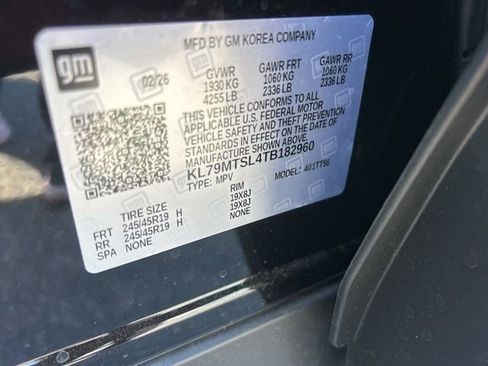 gm
MFD BY GM KOREA COMPANY
02/26
GVWR GAWR FRT GAWR RR
1930 KG 1060 KG 1060 KG
4255 LB 2336 LB 2336 LB
THIS VEHICLE CONFORMS TO ALL
APPLICABLE U.S. FEDERAL MOTOR
VEHICLE SAFETY AND THEFT PREVENTION
STANDARDS IN EFFECT ON THE DATE OF
MANUFACTURE SHOWN ABOVE.
KL79MTSL4TB182960
TYPE: MPV MODEL: 401TT56
TIRE SIZE RIM
FRT 245/45R19 H 19X8J
RR 245/45R19 H 19X8J
SPA NONE NONE